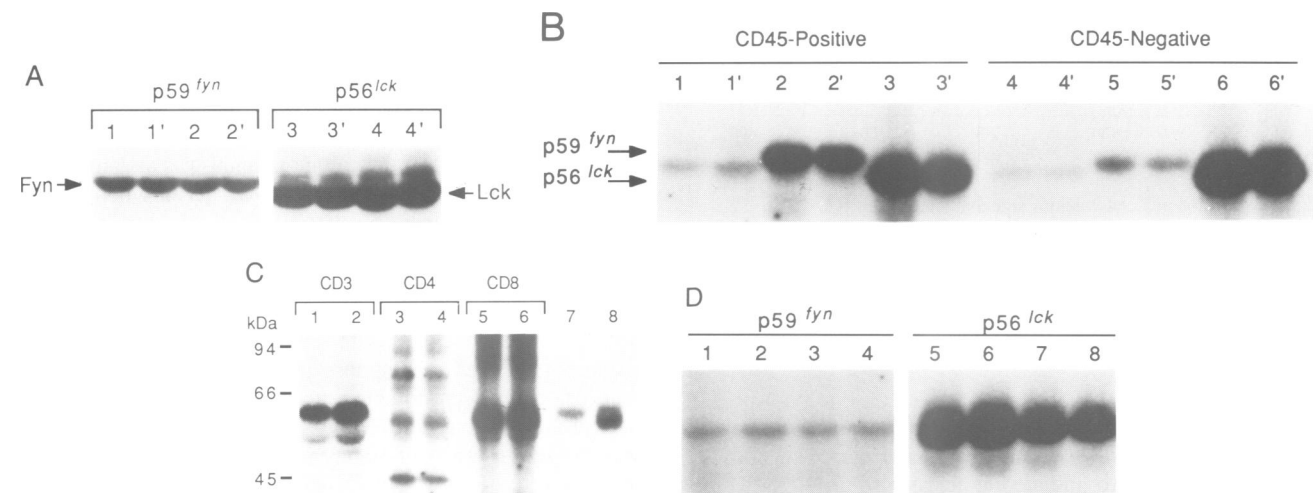 A
p59 fyn p56 lck
1 1' 2 2' 3 3' 4 4'
Fyn Lck
B
CD45-Positive CD45-Negative
1 1' 2 2' 3 3' 4 4' 5 5' 6 6'
p59 fyn
p56 lck
C
CD3 CD4 CD8
kDa 1 2 3 4 5 6 7 8
94
66
45
D
p59 fyn p56 lck
1 2 3 4 5 6 7 8